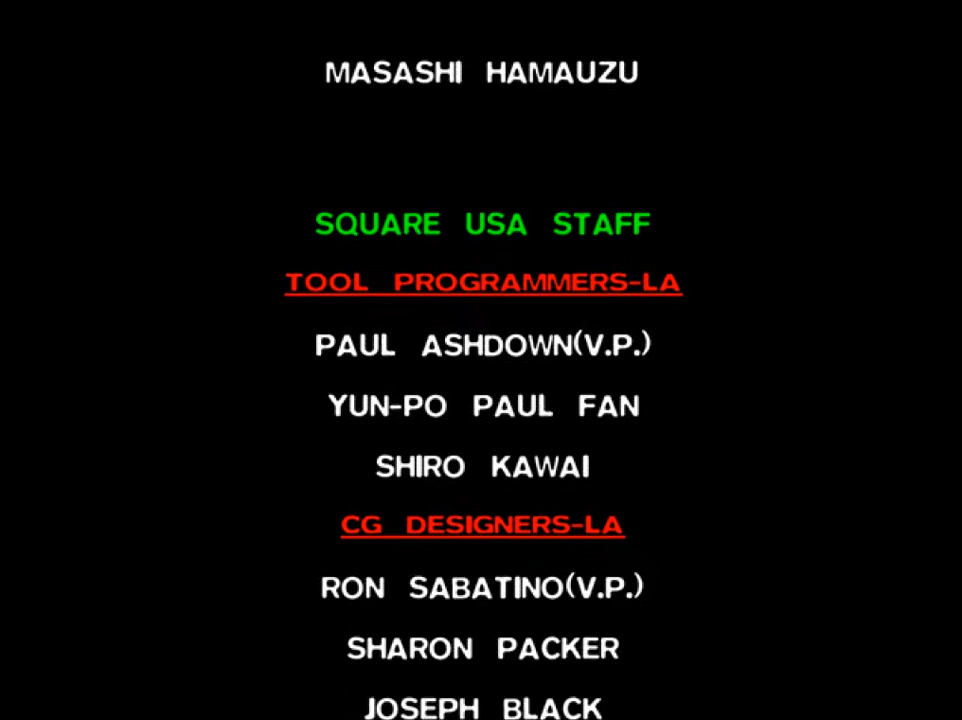 MASASHI HAMAUZU
SQUARE USA STAFF
TOOL PROGRAMMERS-LA
PAUL ASHDOWN(V.P.)
YUN-PO PAUL FAN
SHIRO KAWAI
CG DESIGNERS-LA
RON SABATINO(V.P.)
SHARON PACKER
JOSEPH BLACK